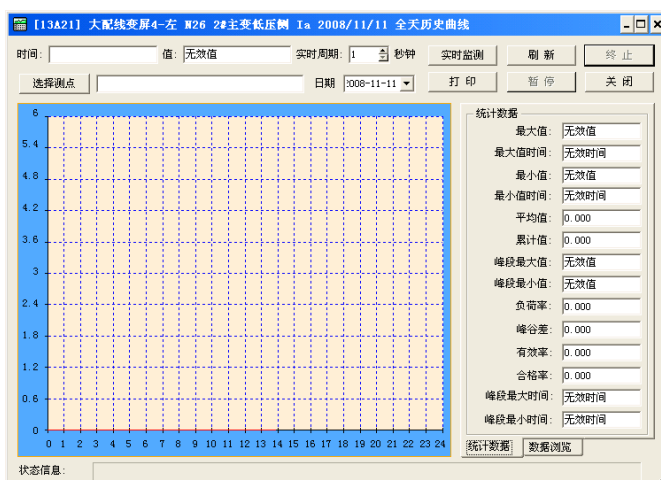 [13A21] 大配线变屏4-左 N26 2#主变低压侧 Ia 2008/11/11 全天历史曲线
时间: 值: 无效值 实时周期: 1 秒钟 实时监测 刷 新 终 止
选择测点 日期 2008-11-11 打 印 暂 停 关 闭
统计数据
最大值: 无效值
最大值时间: 无效时间
最小值: 无效值
最小值时间: 无效时间
平均值: 0.000
累计值: 0.000
峰段最大值: 无效值
峰段最小值: 无效值
负荷率: 0.000
峰谷差: 0.000
有效率: 0.000
合格率: 0.000
峰段最大时间: 无效时间
峰段最小时间: 无效时间
统计数据 数据浏览
6
5.4
4.8
4.2
3.6
3
2.4
1.8
1.2
0.6
0
0 1 2 3 4 5 6 7 8 9 10 11 12 13 14 15 16 17 18 19 20 21 22 23 24
状态信息: